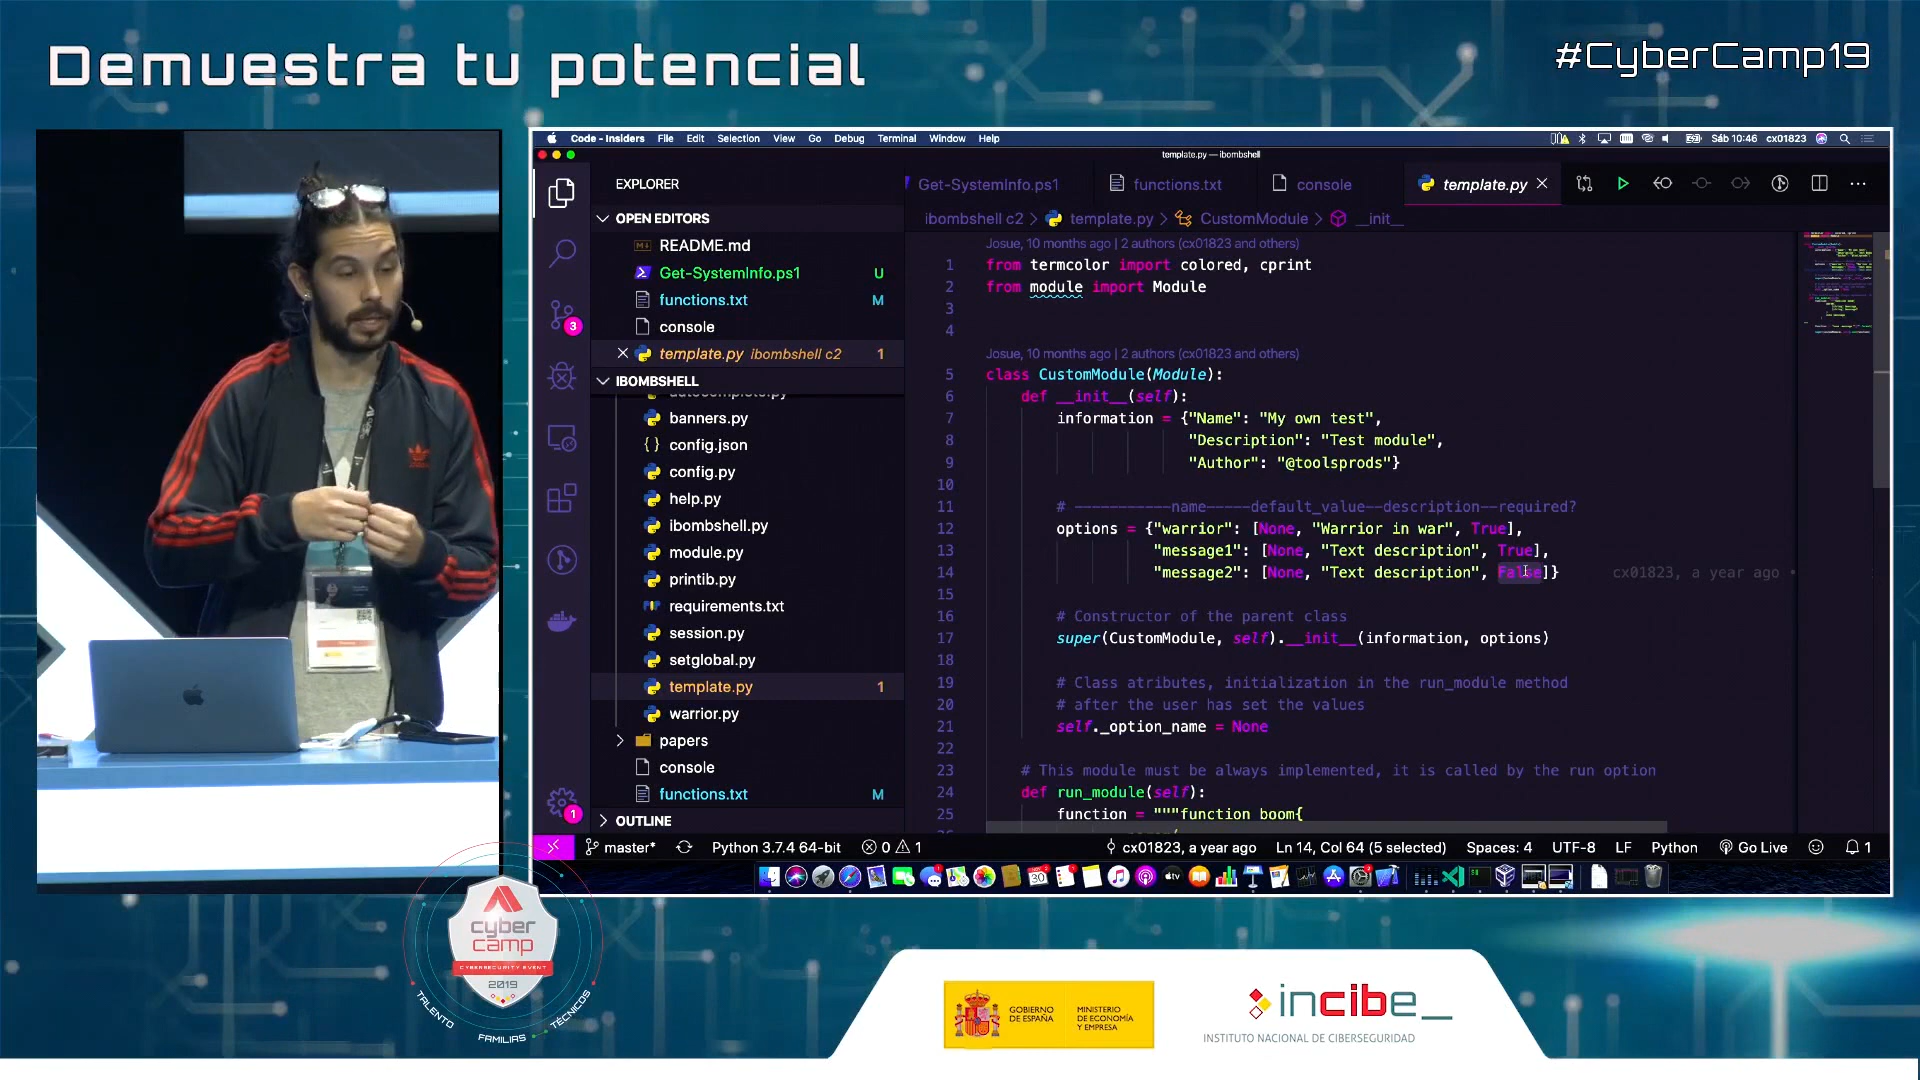 Demuestra tu potencial
#CyberCamp19
Code - Insiders File Edit Selection View Go Debug Terminal Window Help
Sáb 10:46 cx01823
template.py — ibombshell
EXPLORER
OPEN EDITORS
README.md
Get-SystemInfo.ps1 U
functions.txt M
console
template.py ibombshell c2 1
IBOMBSHELL
banners.py
config.json
config.py
help.py
ibombshell.py
module.py
printib.py
requirements.txt
session.py
setglobal.py
template.py 1
warrior.py
papers
console
functions.txt M
OUTLINE
3
1
Get-SystemInfo.ps1 functions.txt console template.py
ibombshell c2 > template.py > CustomModule > __init__
Josue, 10 months ago | 2 authors (cx01823 and others)
1 from termcolor import colored, cprint
2 from module import Module
3
4
Josue, 10 months ago | 2 authors (cx01823 and others)
5 class CustomModule(Module):
6 def __init__(self):
7 information = {"Name": "My own test",
8 "Description": "Test module",
9 "Author": "@toolsprods"}
10
11 # -----------name-----default_value--description--required?
12 options = {"warrior": [None, "Warrior in war", True],
13 "message1": [None, "Text description", True],
14 "message2": [None, "Text description", False]} cx01823, a year ago •
15
16 # Constructor of the parent class
17 super(CustomModule, self).__init__(information, options)
18
19 # Class atributes, initialization in the run_module method
20 # after the user has set the values
21 self._option_name = None
22
23 # This module must be always implemented, it is called by the run option
24 def run_module(self):
25 function = """function boom{
master* Python 3.7.4 64-bit 0 1 cx01823, a year ago Ln 14, Col 64 (5 selected) Spaces: 4 UTF-8 LF Python Go Live 1
cyber
camp
CYBERSECURITY EVENT
2019
TALENTO
FAMILIAS
TÉCNICOS
GOBIERNO
DE ESPAÑA
MINISTERIO
DE ECONOMÍA
Y EMPRESA
incibe_
INSTITUTO NACIONAL DE CIBERSEGURIDAD